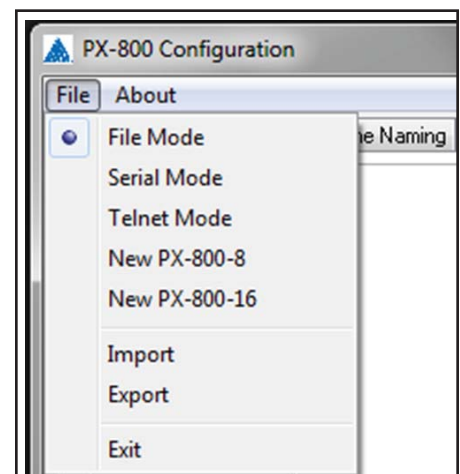 PX-800 Configuration
File About
File Mode
Naming
Serial Mode
Telnet Mode
New PX-800-8
New PX-800-16
Import
Export
Exit